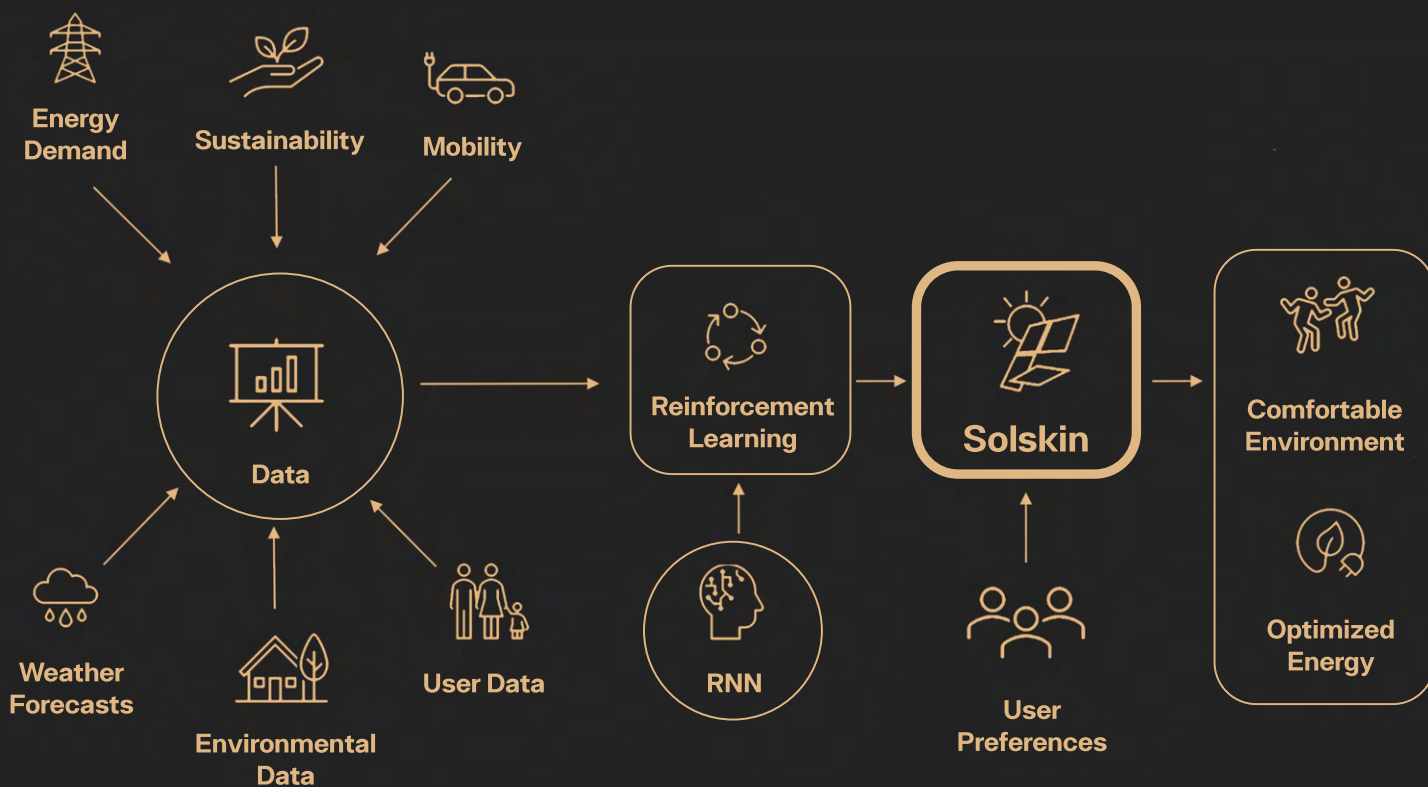 Energy
Demand
Sustainability
Mobility
Data
Reinforcement
Learning
Solskin
Comfortable
Environment
Weather
Forecasts
Environmental
Data
User Data
RNN
User
Preferences
Optimized
Energy